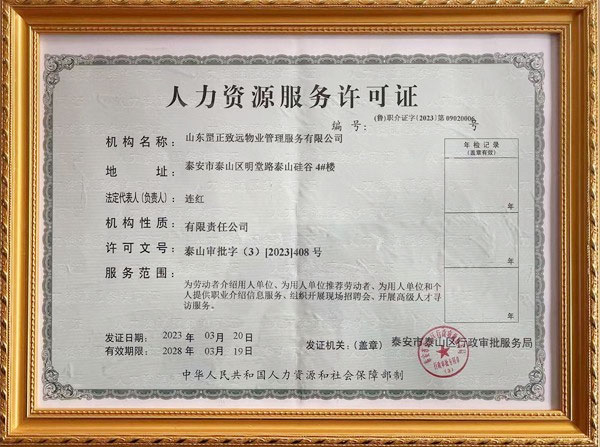 人力资源服务许可证
(鲁)职介证字[2023]第09020006
编 号: 号
机构名称: 山东罡正致远物业管理服务有限公司
地 址: 泰安市泰山区明堂路泰山硅谷 4#楼
法定代表人(负责人): 连红
机构性质: 有限责任公司
许可文号: 泰山审批字(3)[2023]408 号
服务范围:
为劳动者介绍用人单位、为用人单位推荐劳动者、为用人单位和个
人提供职业介绍信息服务、组织开展现场招聘会、开展高级人才寻
访服务。
年检记录
(盖章有效)
年
年
年
发证日期: 2023 年 03 月 20 日
有效期限: 2028 年 03 月 19 日
发证机关:(盖章) 泰安市泰山区行政审批服务局
中华人民共和国人力资源和社会保障部制